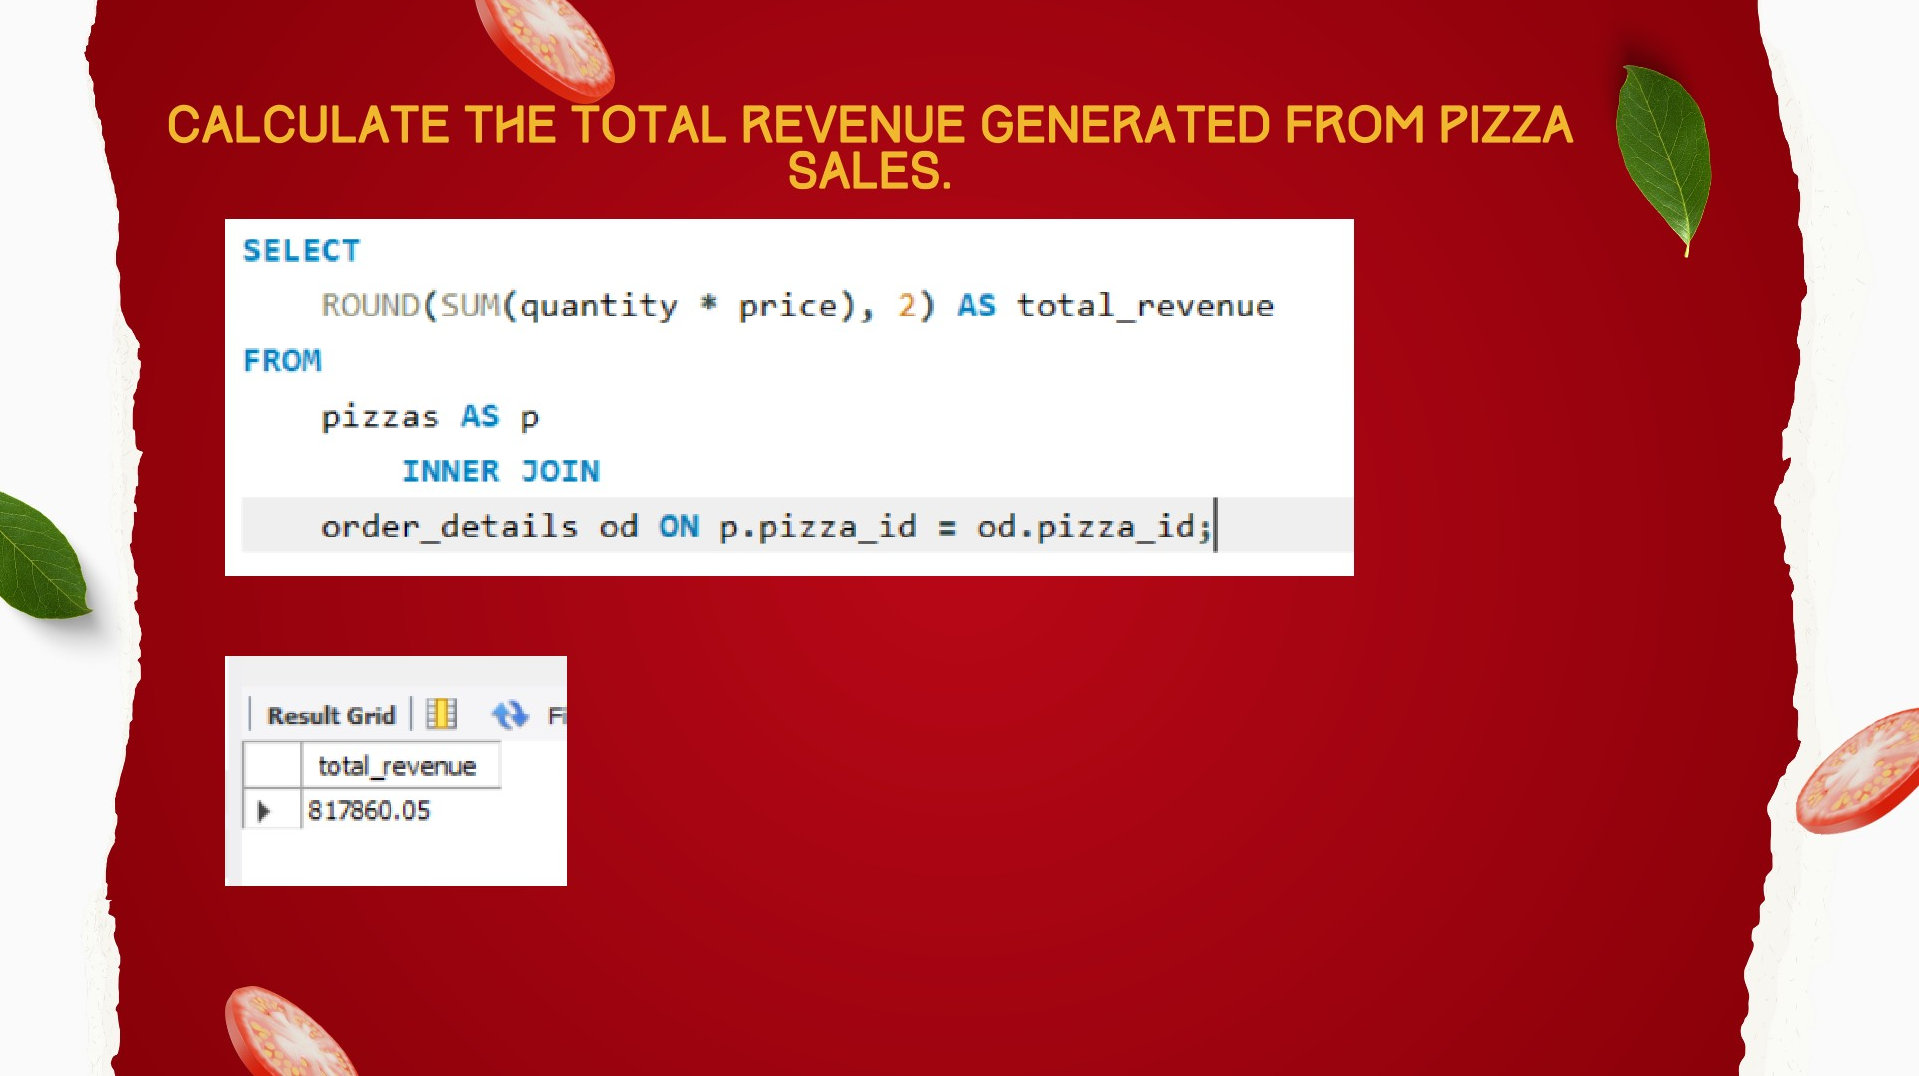 CALCULATE THE TOTAL REVENUE GENERATED FROM PIZZA
SALES.
SELECT
ROUND(SUM(quantity * price), 2) AS total_revenue
FROM
pizzas AS p
INNER JOIN
order_details od ON p.pizza_id = od.pizza_id;
Result Grid Fi
total_revenue
817860.05